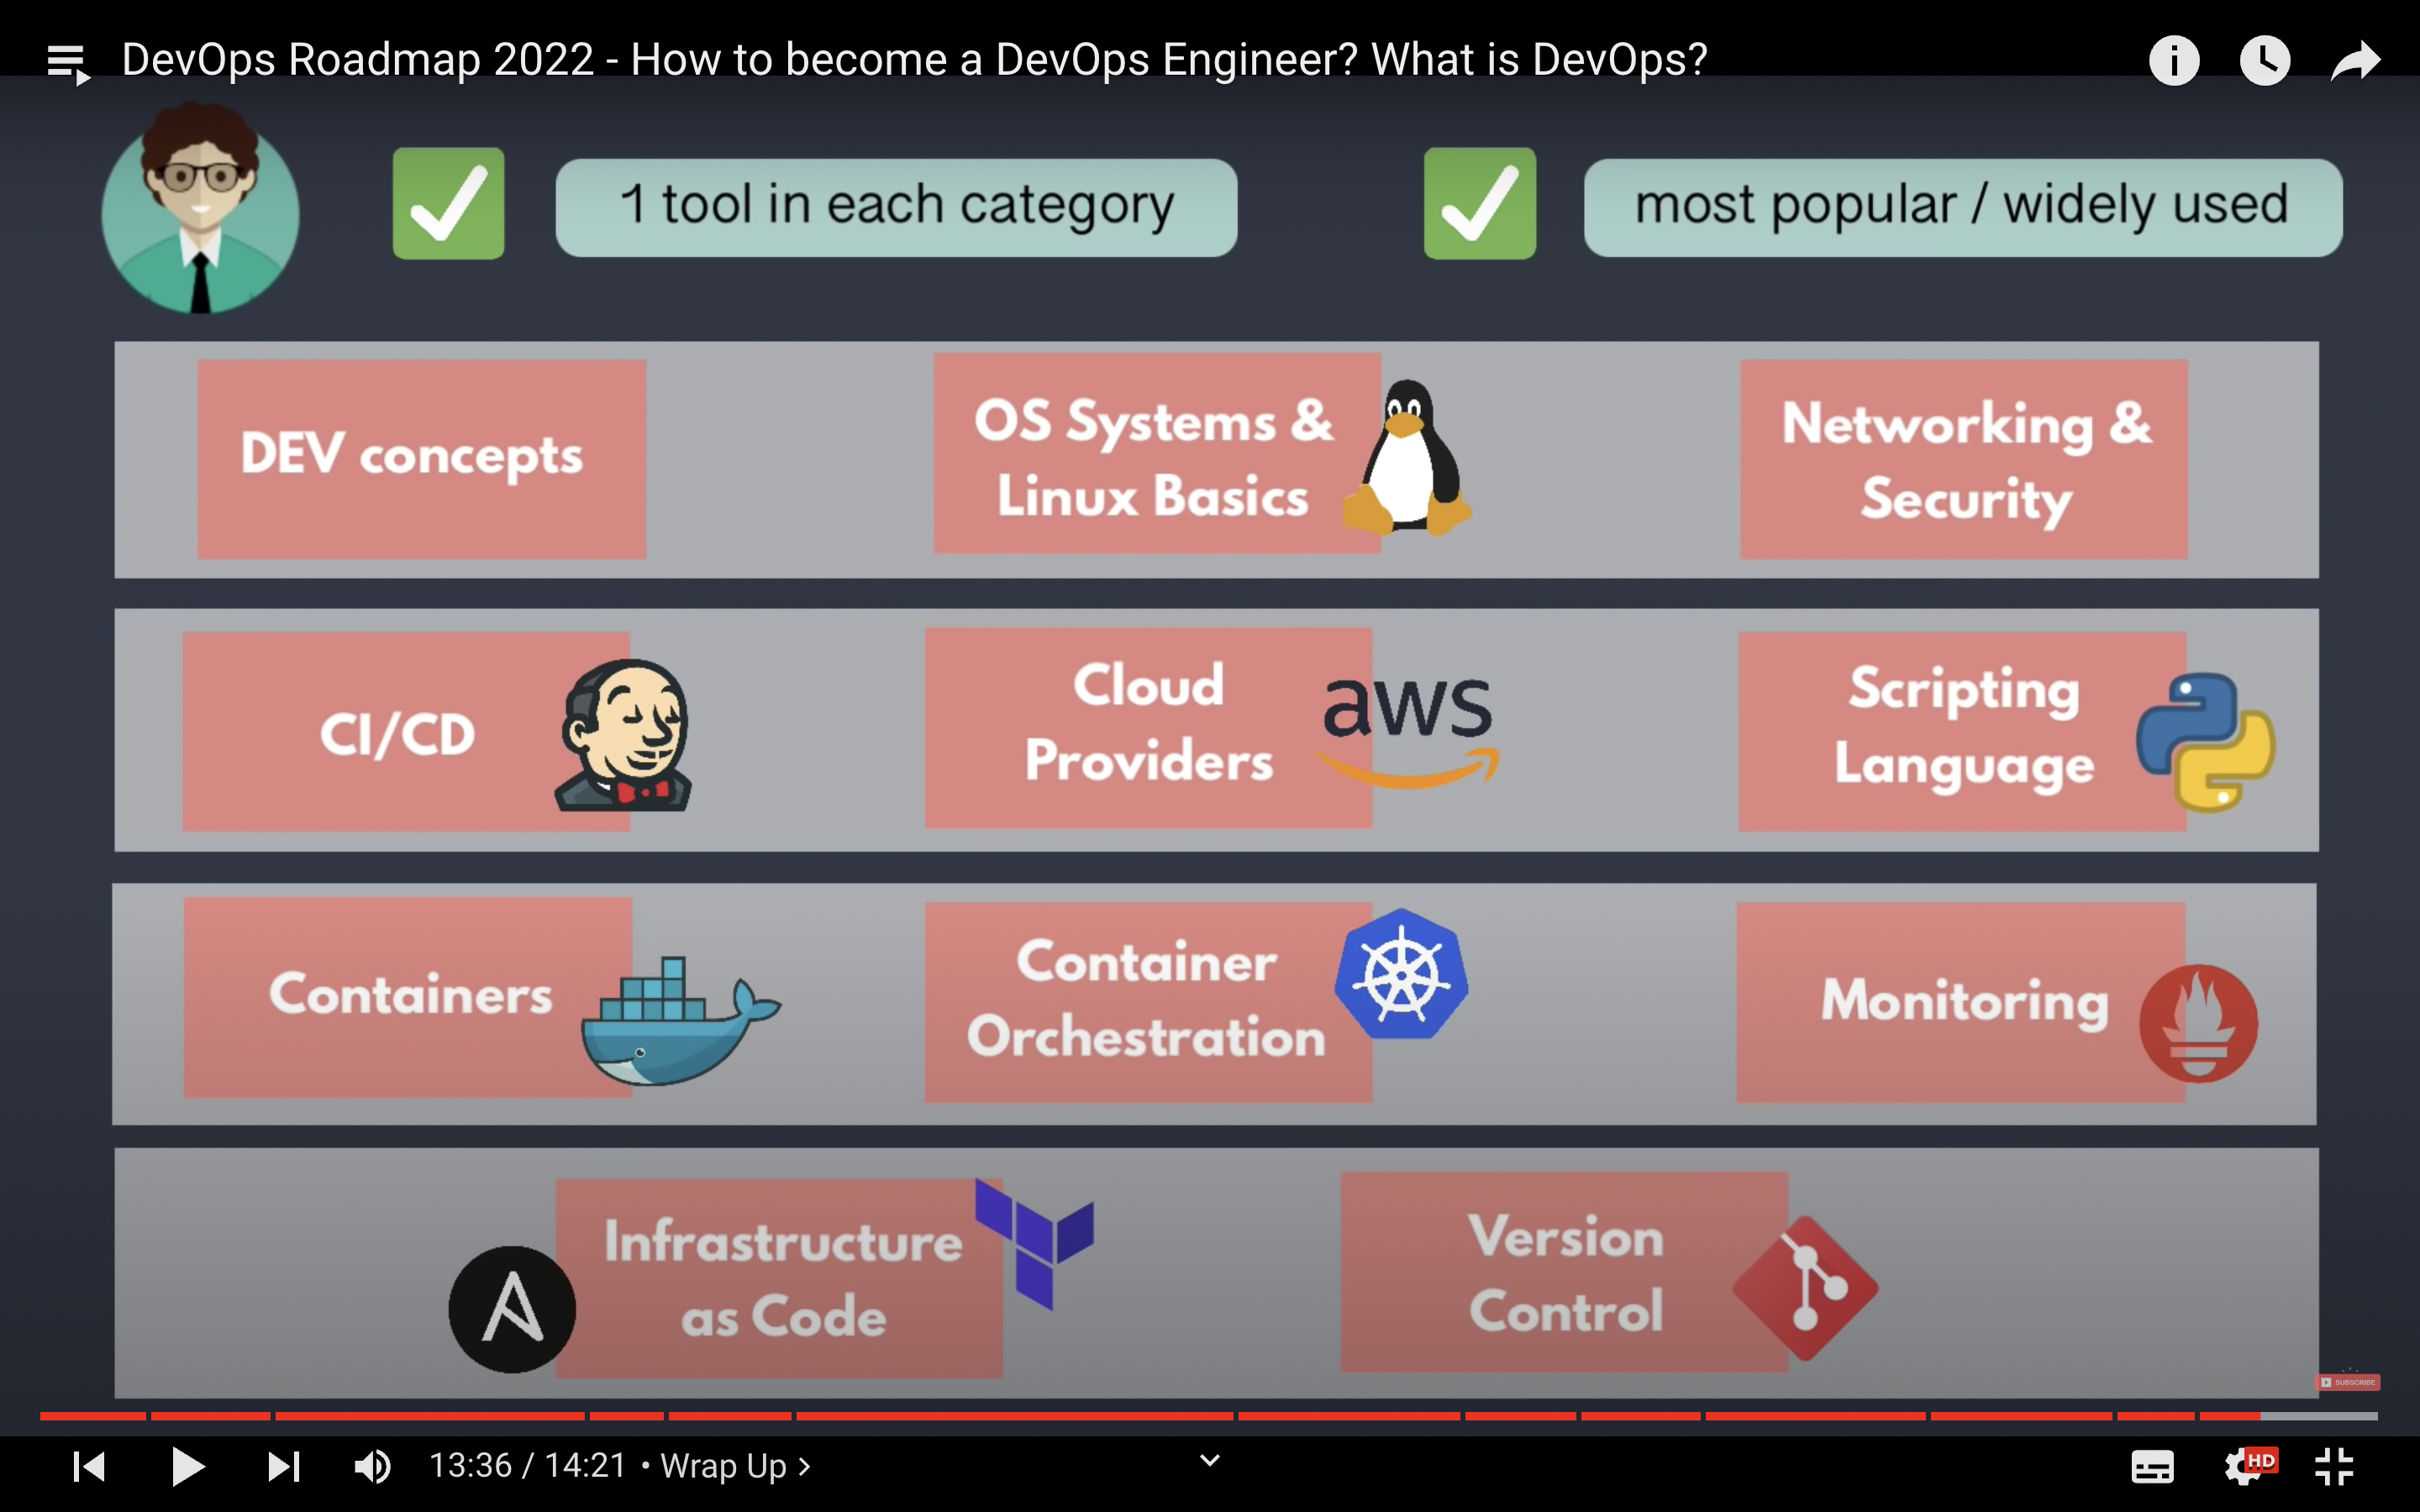 DevOps Roadmap 2022 - How to become a DevOps Engineer? What is DevOps?
1 tool in each category
most popular / widely used
DEV concepts
OS Systems &
Linux Basics
Networking &
Security
CI/CD
Cloud
Providers
aws
Scripting
Language
Containers
Container
Orchestration
Monitoring
Infrastructure
as Code
Version
Control
SUBSCRIBE
13:36 / 14:21 • Wrap Up >
HD